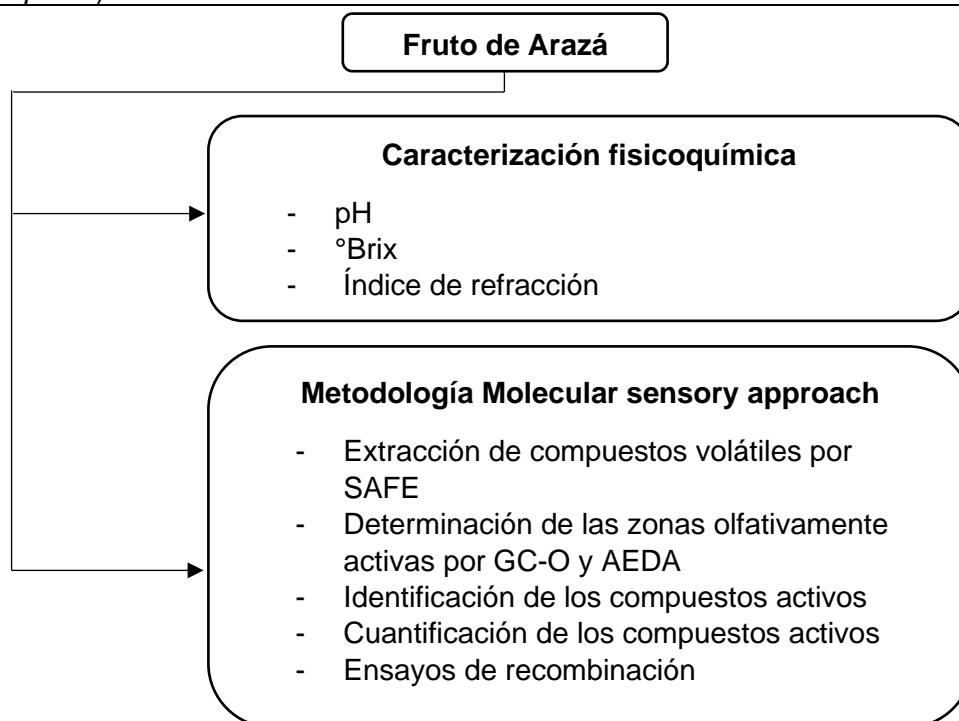 Fruto de Arazá
Caracterización fisicoquímica
- pH
- °Brix
- Índice de refracción
Metodología Molecular sensory approach
- Extracción de compuestos volátiles por
SAFE
- Determinación de las zonas olfativamente
activas por GC-O y AEDA
- Identificación de los compuestos activos
- Cuantificación de los compuestos activos
- Ensayos de recombinación